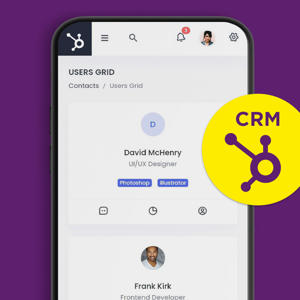 3
USERS GRID
Contacts / Users Grid
D
David McHenry
UI/UX Designer
Photoshop Illustrator
CRM
Frank Kirk
Frontend Developer